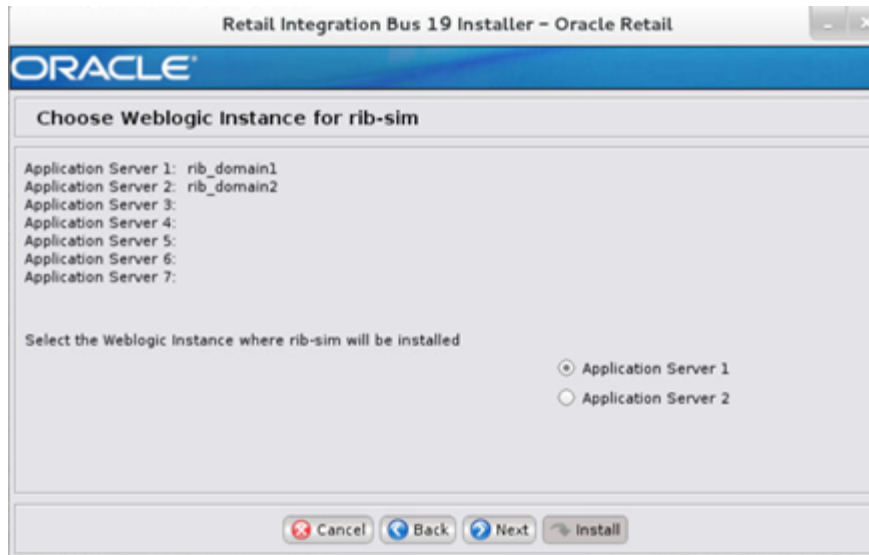 Retail Integration Bus 19 Installer – Oracle Retail
ORACLE®
Choose Weblogic Instance for rib-sim
Application Server 1: rib_domain1
Application Server 2: rib_domain2
Application Server 3:
Application Server 4:
Application Server 5:
Application Server 6:
Application Server 7:
Select the Weblogic Instance where rib-sim will be installed
Application Server 1
Application Server 2
Cancel Back Next Install